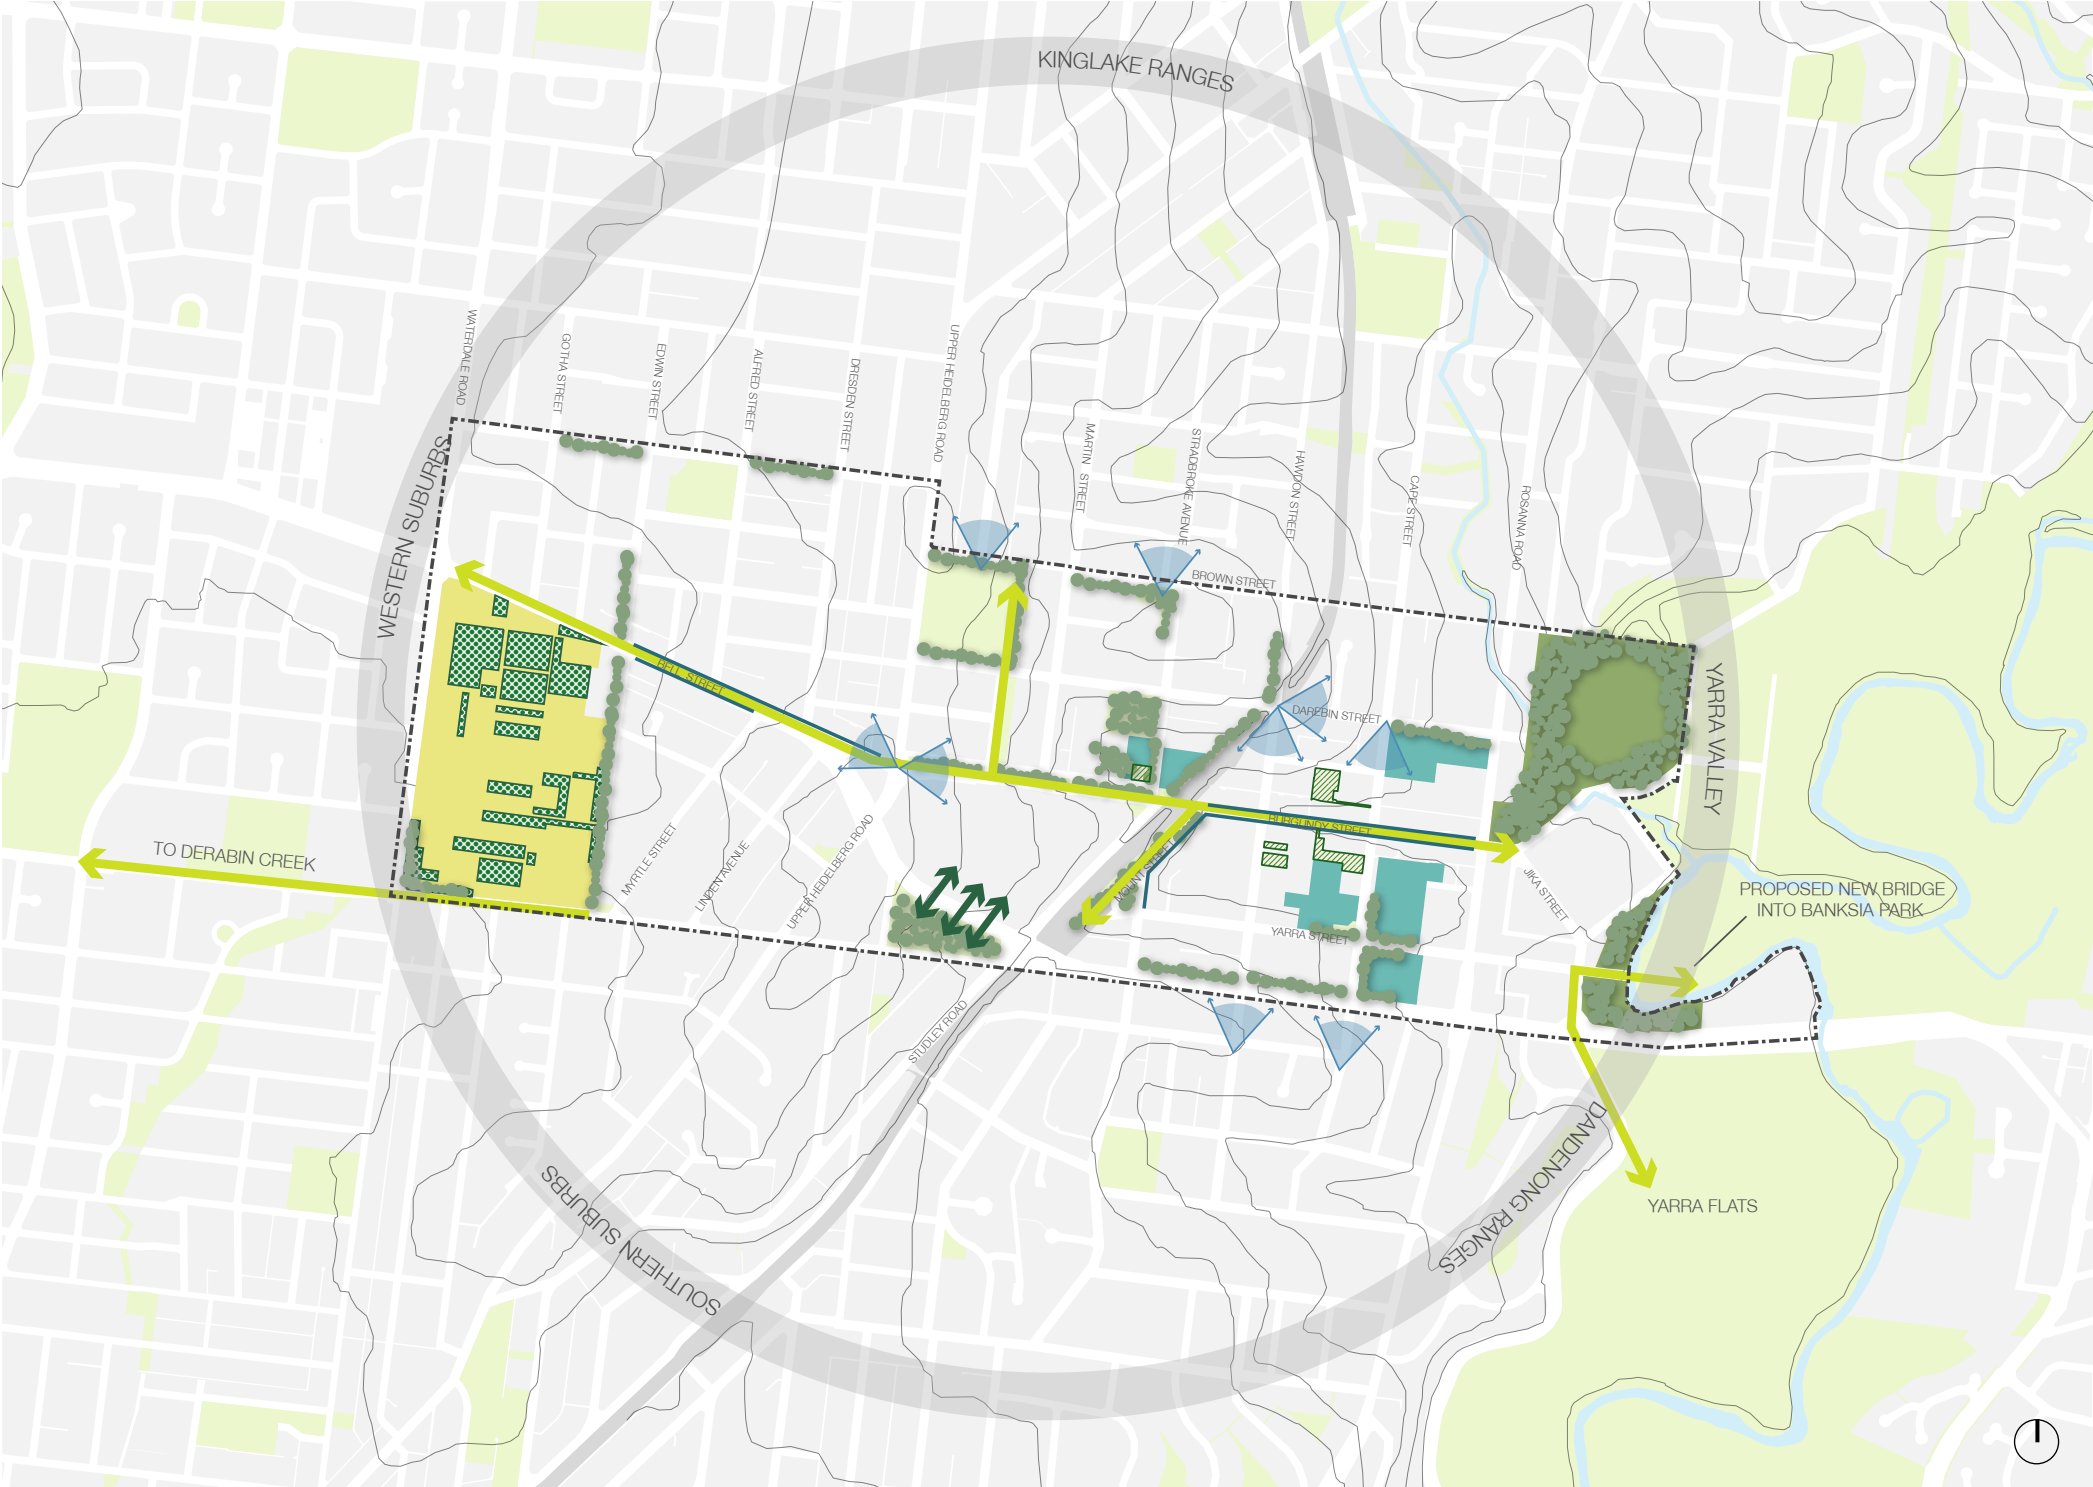 KINGLAKE RANGES
WATERDALE ROAD
GOTHA STREET
EDWIN STREET
ALFRED STREET
DRESDEN STREET
UPPER HEIDELBERG ROAD
MARTIN STREET
STRADBROKE AVENUE
HAWDON STREET
CAPE STREET
ROSANNA ROAD
WESTERN SUBURBS
BROWN STREET
BELL STREET
DAREBIN STREET
YARRA VALLEY
BURGUNDY STREET
TO DERABIN CREEK
MYRTLE STREET
LINDEN AVENUE
UPPER HEIDELBERG ROAD
MOUNT STREET
JIKA STREET
PROPOSED NEW BRIDGE
INTO BANKSIA PARK
YARRA STREET
STUDLEY ROAD
DANDENONG RANGES
YARRA FLATS
SOUTHERN SUBURBS